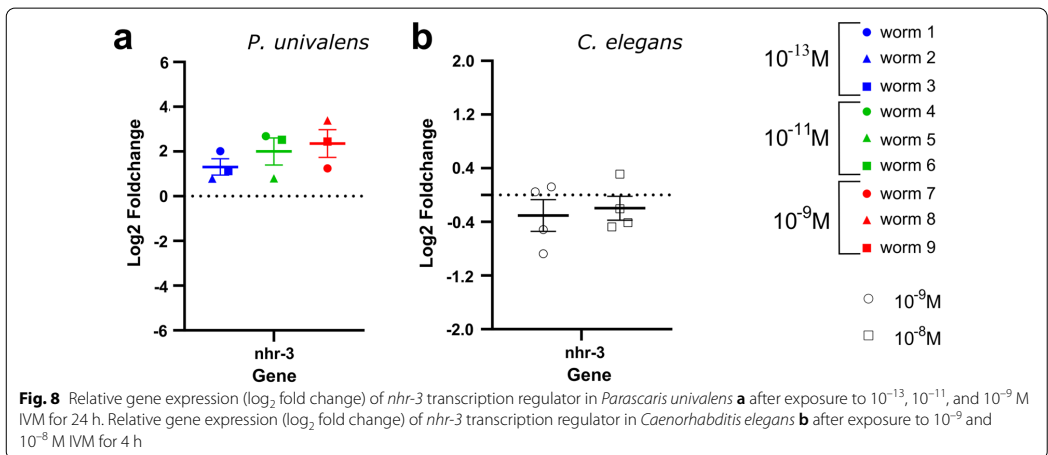 a
P. univalens
Log2 Foldchange
6
4
2
0
-2
-4
-6
nhr-3
Gene
b
C. elegans
Log2 Foldchange
2.0
1.2
0.4
-0.4
-1.2
-2.0
nhr-3
Gene
10⁻¹³M
worm 1
worm 2
worm 3
10⁻¹¹M
worm 4
worm 5
worm 6
10⁻⁹M
worm 7
worm 8
worm 9
10⁻⁹M
10⁻⁸M
Fig. 8 Relative gene expression (log₂ fold change) of nhr-3 transcription regulator in Parascaris univalens a after exposure to 10⁻¹³, 10⁻¹¹, and 10⁻⁹ M
IVM for 24 h. Relative gene expression (log₂ fold change) of nhr-3 transcription regulator in Caenorhabditis elegans b after exposure to 10⁻⁹ and
10⁻⁸ M IVM for 4 h